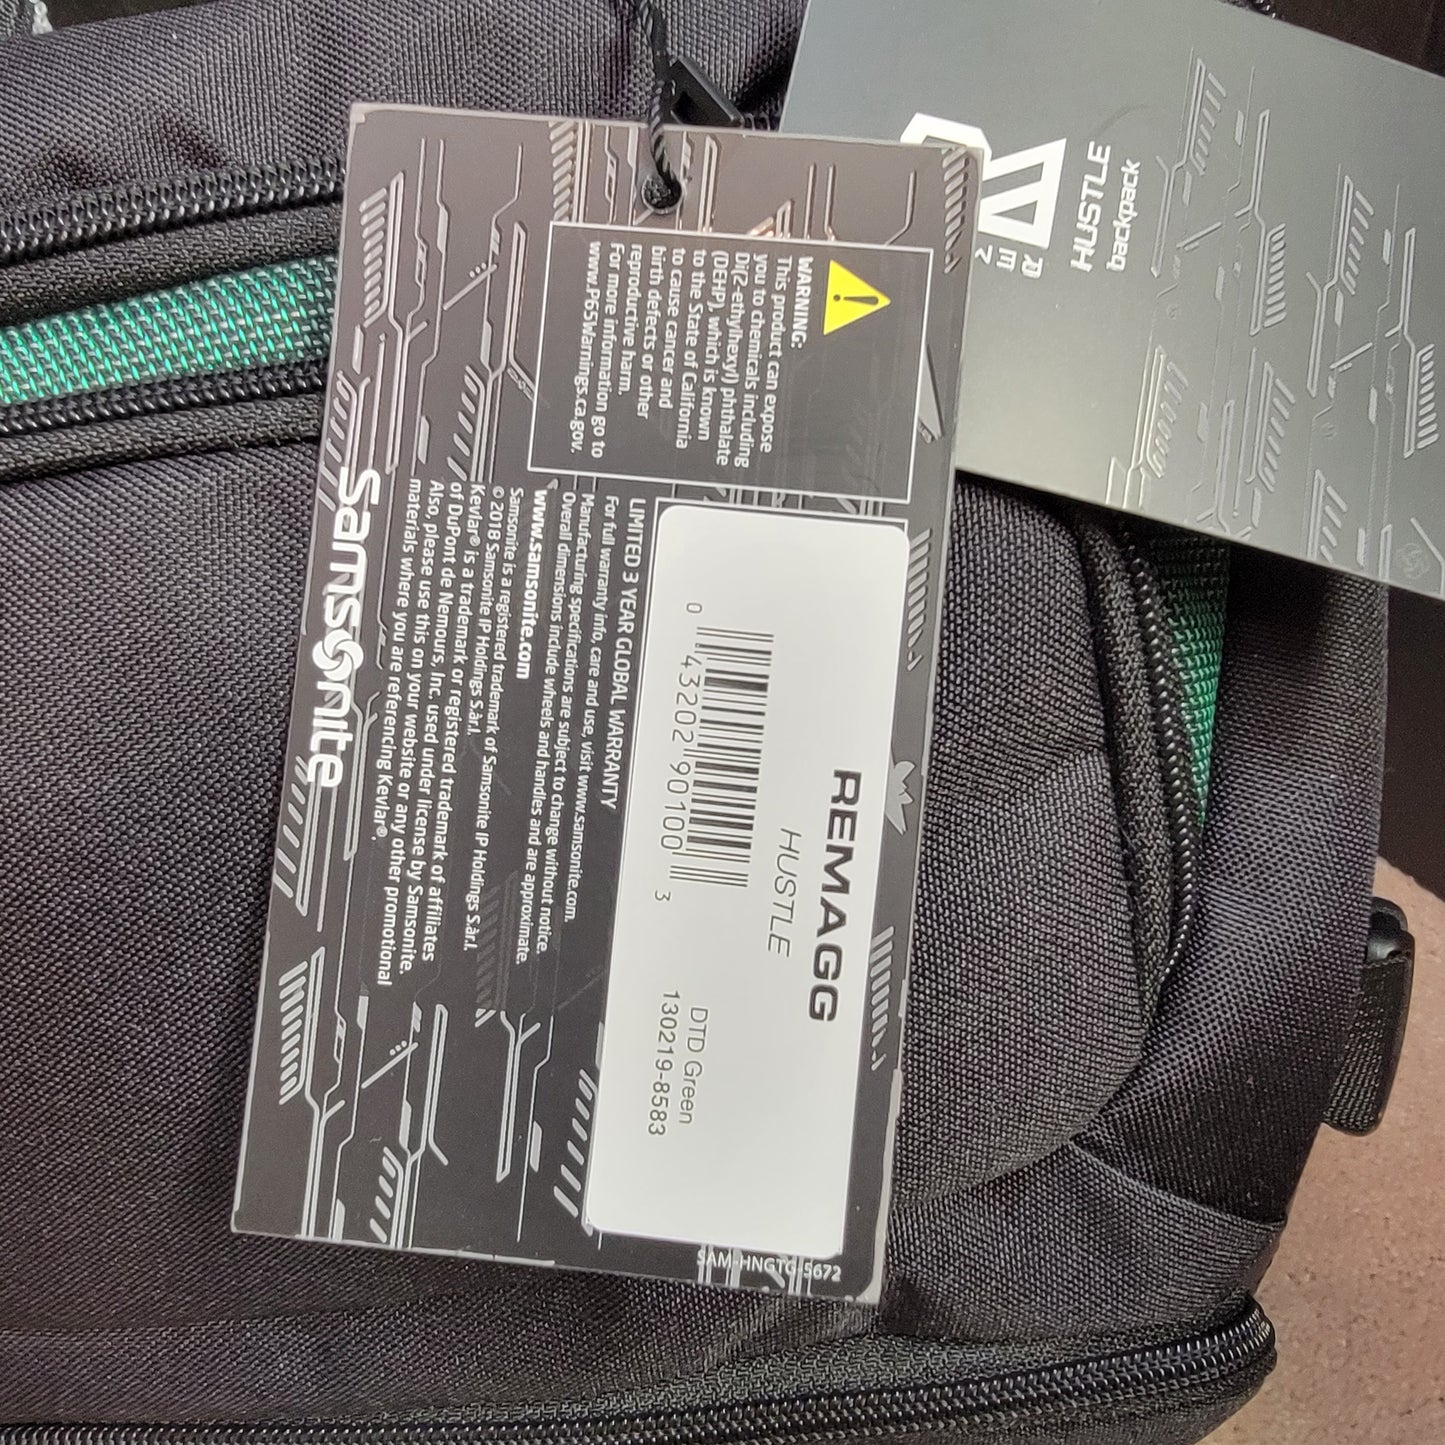 WARNING:
This product can expose
you to chemicals including
Di(2-ethylhexyl) phthalate
(DEHP), which is known
to the State of California
to cause cancer and
birth defects or other
reproductive harm.
For more information go to
www.P65Warnings.ca.gov.
REMAGG
HUSTLE
0 43202 90100 3
DTD Green
130219-8583
LIMITED 3 YEAR GLOBAL WARRANTY
For full warranty info, care and use, visit www.samsonite.com.
Manufacturing specifications are subject to change without notice.
Overall dimensions include wheels and handles and are approximate.
www.samsonite.com
Samsonite is a registered trademark of Samsonite IP Holdings S.àr.l.
© 2018 Samsonite IP Holdings S.àr.l.
Kevlar® is a trademark or registered trademark of affiliates
of DuPont de Nemours, Inc. used under license by Samsonite.
Also, please use this on your website or any other promotional
materials where you are referencing Kevlar®.
Samsonite
SAM-HNGTG-5672
HUSTLE
backpack